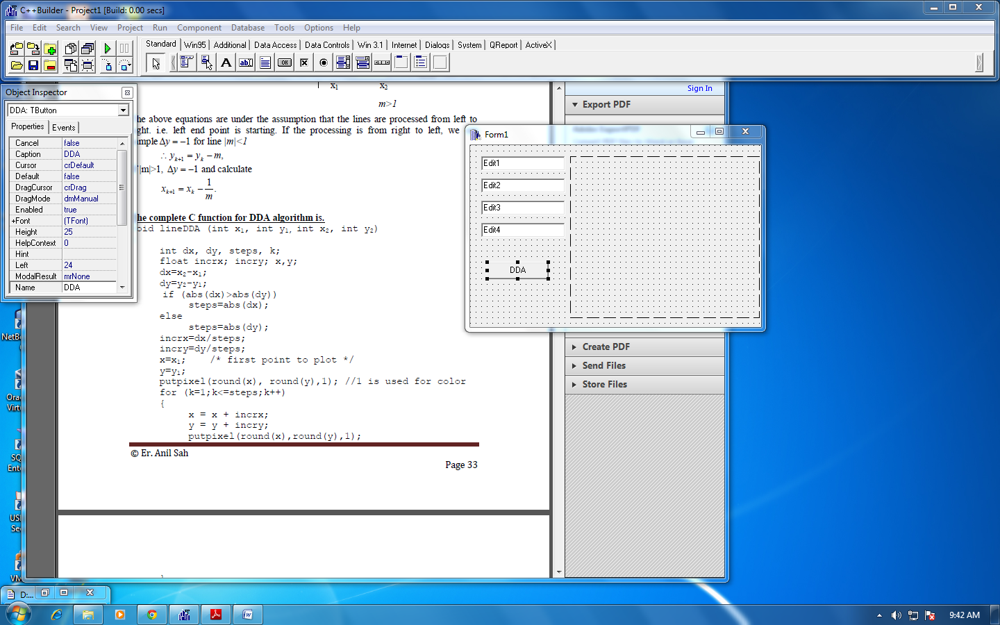 C++Builder - Project1 [Build: 0.00 secs]
File Edit Search View Project Run Component Database Tools Options Help
Standard Win95 Additional Data Access Data Controls Win 3.1 Internet Dialogs System QReport ActiveX
Object Inspector
DDA: TButton
Properties Events
Cancel false
Caption DDA
Cursor crDefault
Default false
DragCursor crDrag
DragMode dmManual
Enabled true
+Font (TFont)
Height 25
HelpContext 0
Hint
Left 24
ModalResult mrNone
Name DDA
x1 x2
m>1
he above equations are under the assumption that the lines are processed from left to
ght. i.e. left end point is starting. If the processing is from right to left, we
mple Δy = −1 for line |m|<1
∴ yk+1 = yk − m,
|m|>1, Δy = −1 and calculate
xk+1 = xk − 1/m.
he complete C function for DDA algorithm is.
oid lineDDA (int x1, int y1, int x2, int y2)
int dx, dy, steps, k;
float incrx; incry; x,y;
dx=x2-x1;
dy=y2-y1;
if (abs(dx)>abs(dy))
steps=abs(dx);
else
steps=abs(dy);
incrx=dx/steps;
incry=dy/steps;
x=x1; /* first point to plot */
y=y1;
putpixel(round(x), round(y),1); //1 is used for color
for (k=1;k<=steps;k++)
{
x = x + incrx;
y = y + incry;
putpixel(round(x),round(y),1);
© Er. Anil Sah
Page 33
Sign In
Export PDF
Form1
Edit1
Edit2
Edit3
Edit4
DDA
Create PDF
Send Files
Store Files
NetB
Ora
Virtu
SQ
Ente
US
Se
VM
D:...
9:42 AM